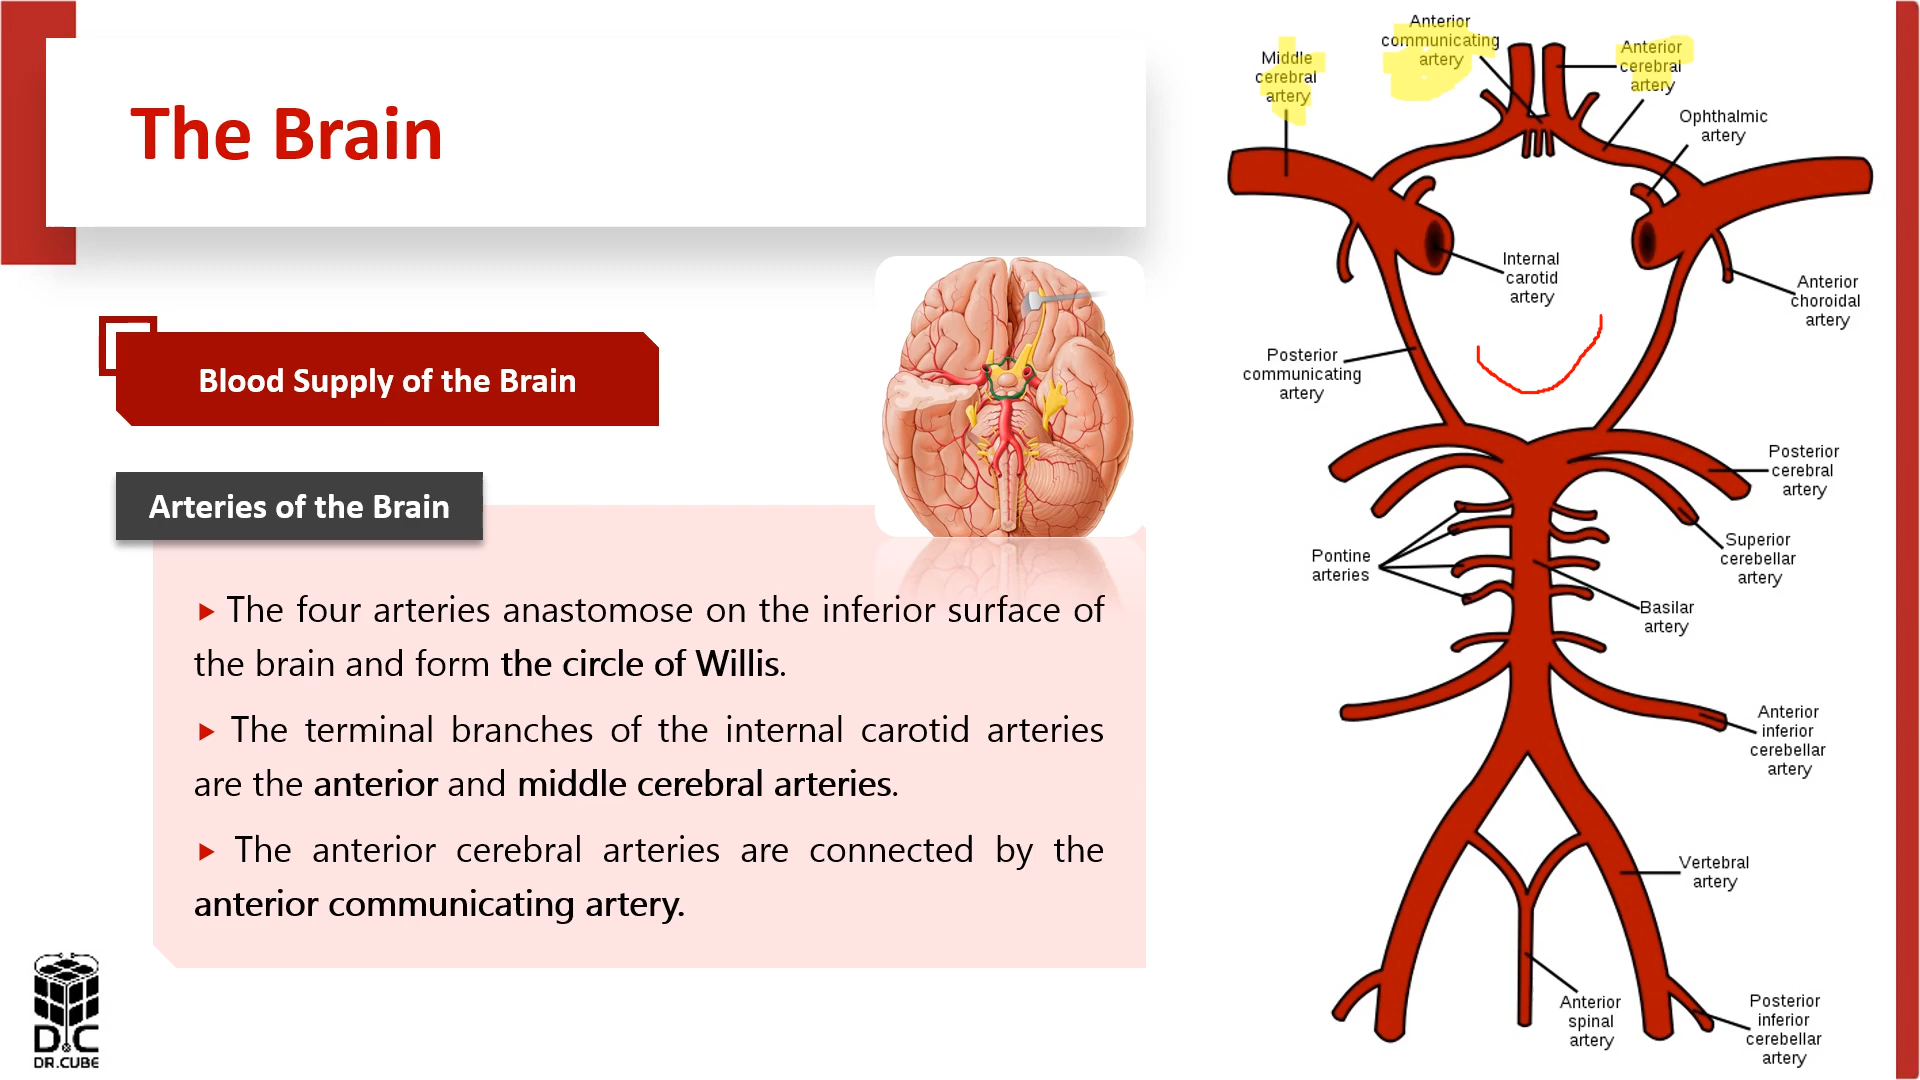 The Brain
Blood Supply of the Brain
Arteries of the Brain
The four arteries anastomose on the inferior surface of
the brain and form the circle of Willis.
The terminal branches of the internal carotid arteries
are the anterior and middle cerebral arteries.
The anterior cerebral arteries are connected by the
anterior communicating artery.
D.C
DR.CUBE
Middle
cerebral
artery
Anterior
communicating
artery
Anterior
cerebral
artery
Ophthalmic
artery
Internal
carotid
artery
Anterior
choroidal
artery
Posterior
communicating
artery
Posterior
cerebral
artery
Superior
cerebellar
artery
Pontine
arteries
Basilar
artery
Anterior
inferior
cerebellar
artery
Vertebral
artery
Anterior
spinal
artery
Posterior
inferior
cerebellar
artery